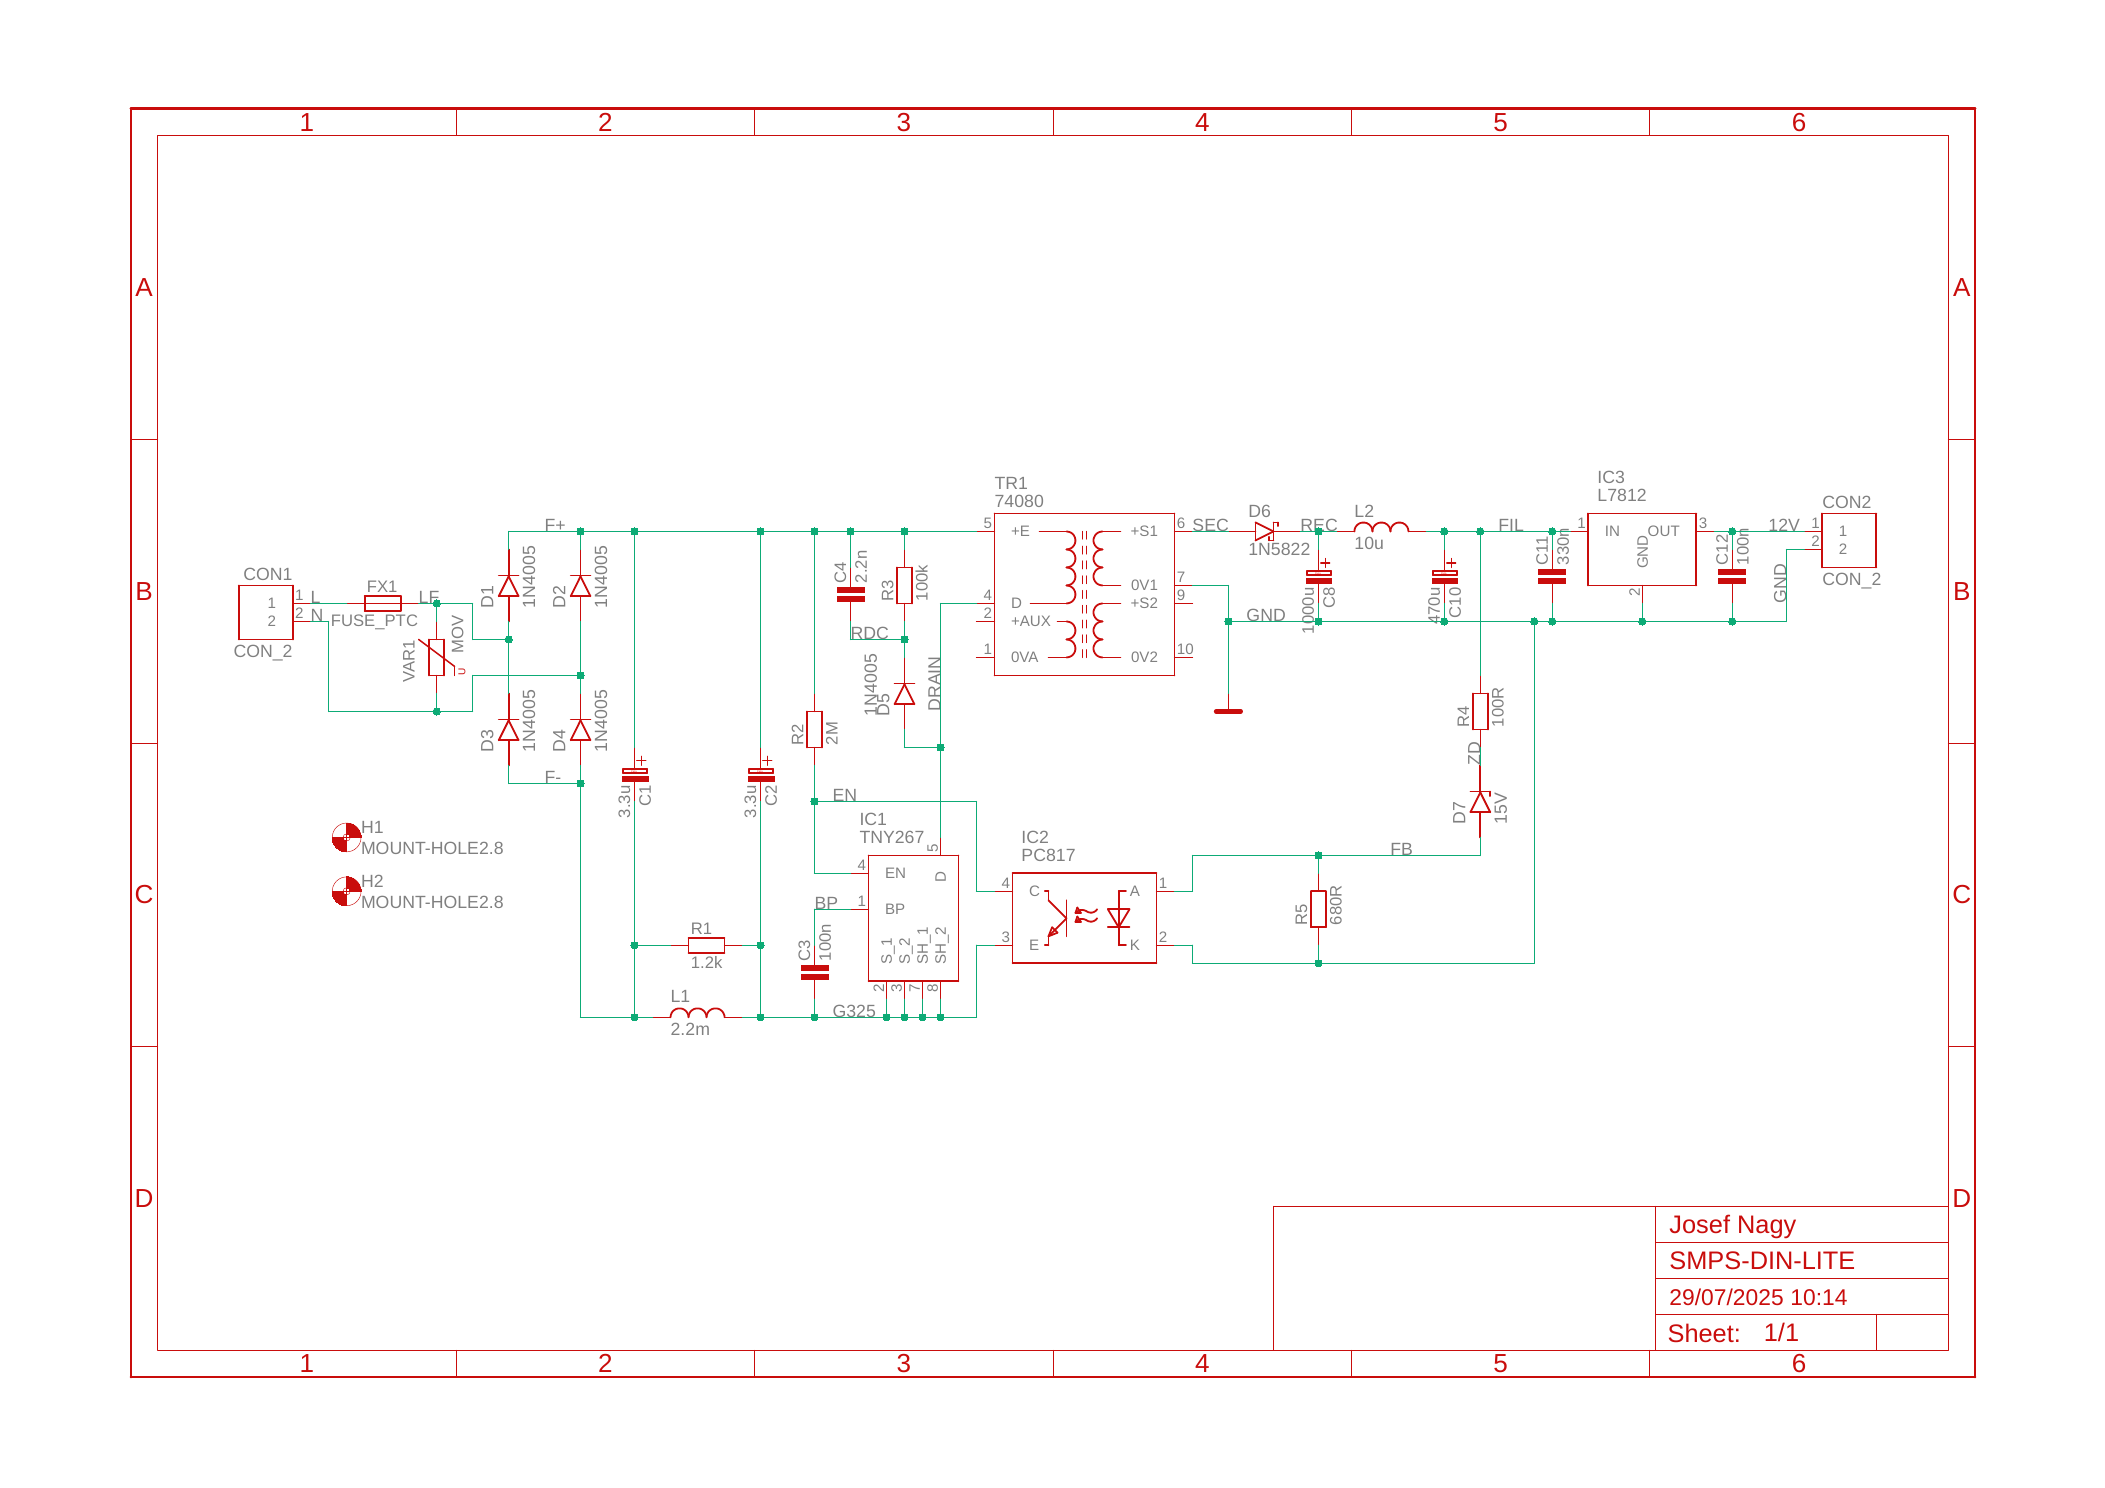 1 2 3 4 5 6
A A
B B
C C
D D
CON1
1 L
2 N
1
2
CON_2
FX1
FUSE_PTC
LF
VAR1
MOV
U
D1
1N4005
D2
1N4005
D3
1N4005
D4
1N4005
F+
F-
H1
MOUNT-HOLE2.8
H2
MOUNT-HOLE2.8
3.3u
C1
3.3u
C2
R1
1.2k
L1
2.2m
R2
2M
C4
2.2n
R3
100k
RDC
1N4005
D5
DRAIN
EN
IC1
TNY267
5
4 EN D
BP 1 BP
S_1
S_2
SH_1
SH_2
2 3 7 8
C3
100n
G325
TR1
74080
5 +E +S1 6
0V1 7
4 D +S2 9
2 +AUX
1 0VA 0V2 10
SEC
D6
1N5822
REC
L2
10u
GND
1000u
C8
470u
C10
FIL
C11
330n
IC3
L7812
1 IN OUT 3
GND
2
C12
100n
12V
GND
CON2
1 1
2 2
CON_2
R4
100R
ZD
D7
15V
FB
IC2
PC817
4 C A 1
3 E K 2
R5
680R
Josef Nagy
SMPS-DIN-LITE
29/07/2025 10:14
Sheet: 1/1
1 2 3 4 5 6